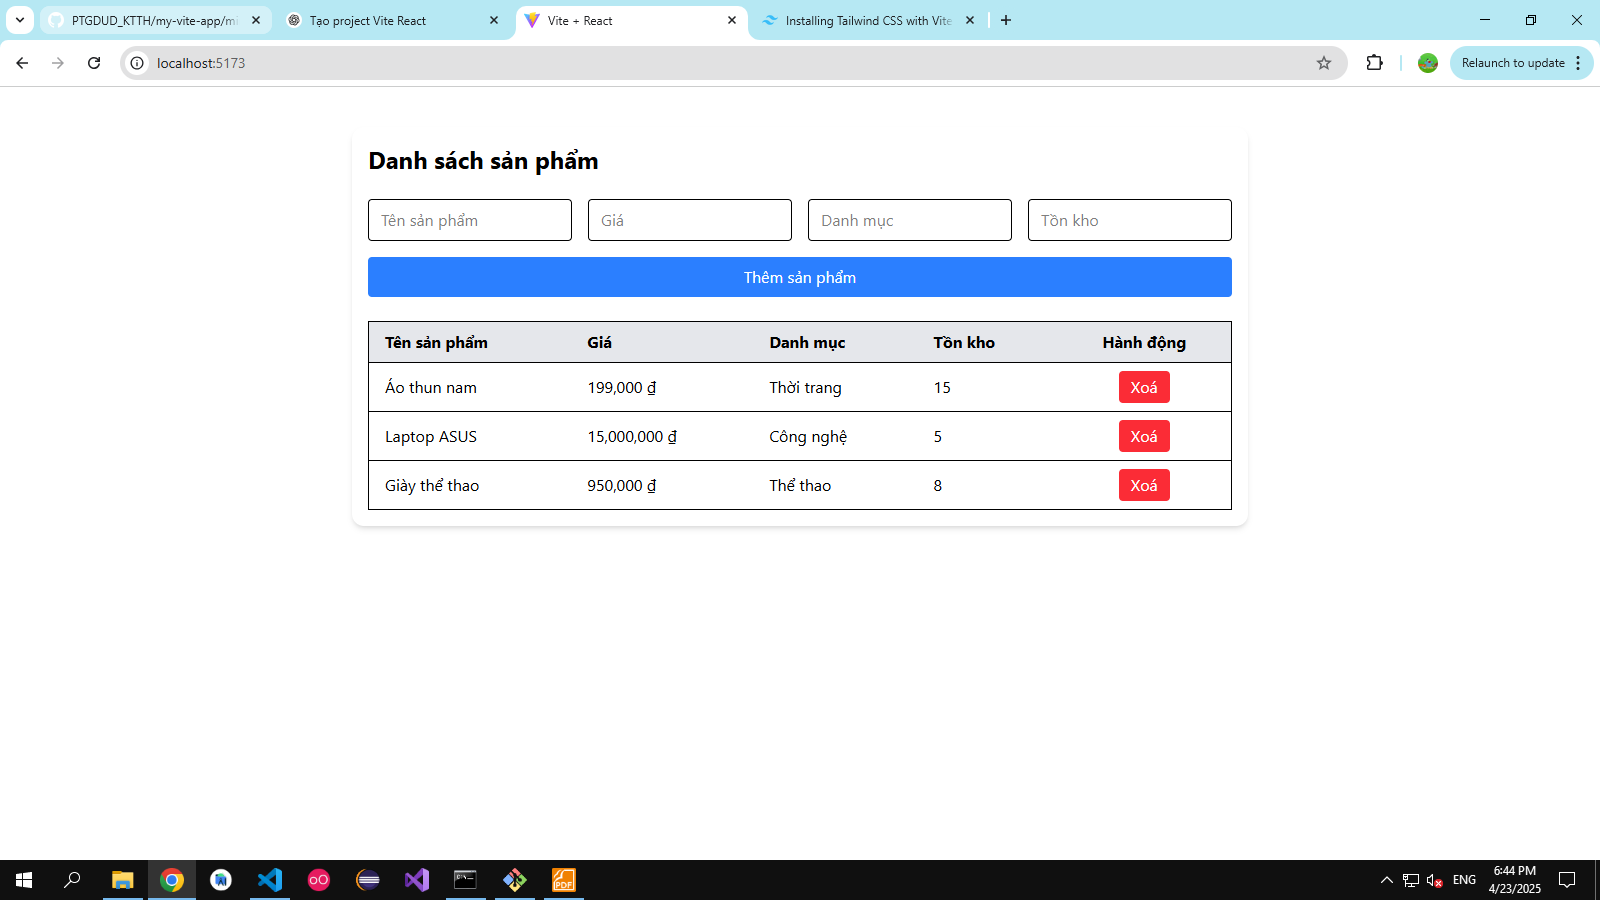 PTGDUD_KTTH/my-vite-app/mi
Tạo project Vite React
Vite + React
Installing Tailwind CSS with Vite
localhost:5173
Relaunch to update
Danh sách sản phẩm
Tên sản phẩm Giá Danh mục Tồn kho
Thêm sản phẩm
Tên sản phẩm Giá Danh mục Tồn kho Hành động
Áo thun nam 199,000 ₫ Thời trang 15 Xoá
Laptop ASUS 15,000,000 ₫ Công nghệ 5 Xoá
Giày thể thao 950,000 ₫ Thể thao 8 Xoá
PDF
ENG
6:44 PM
4/23/2025